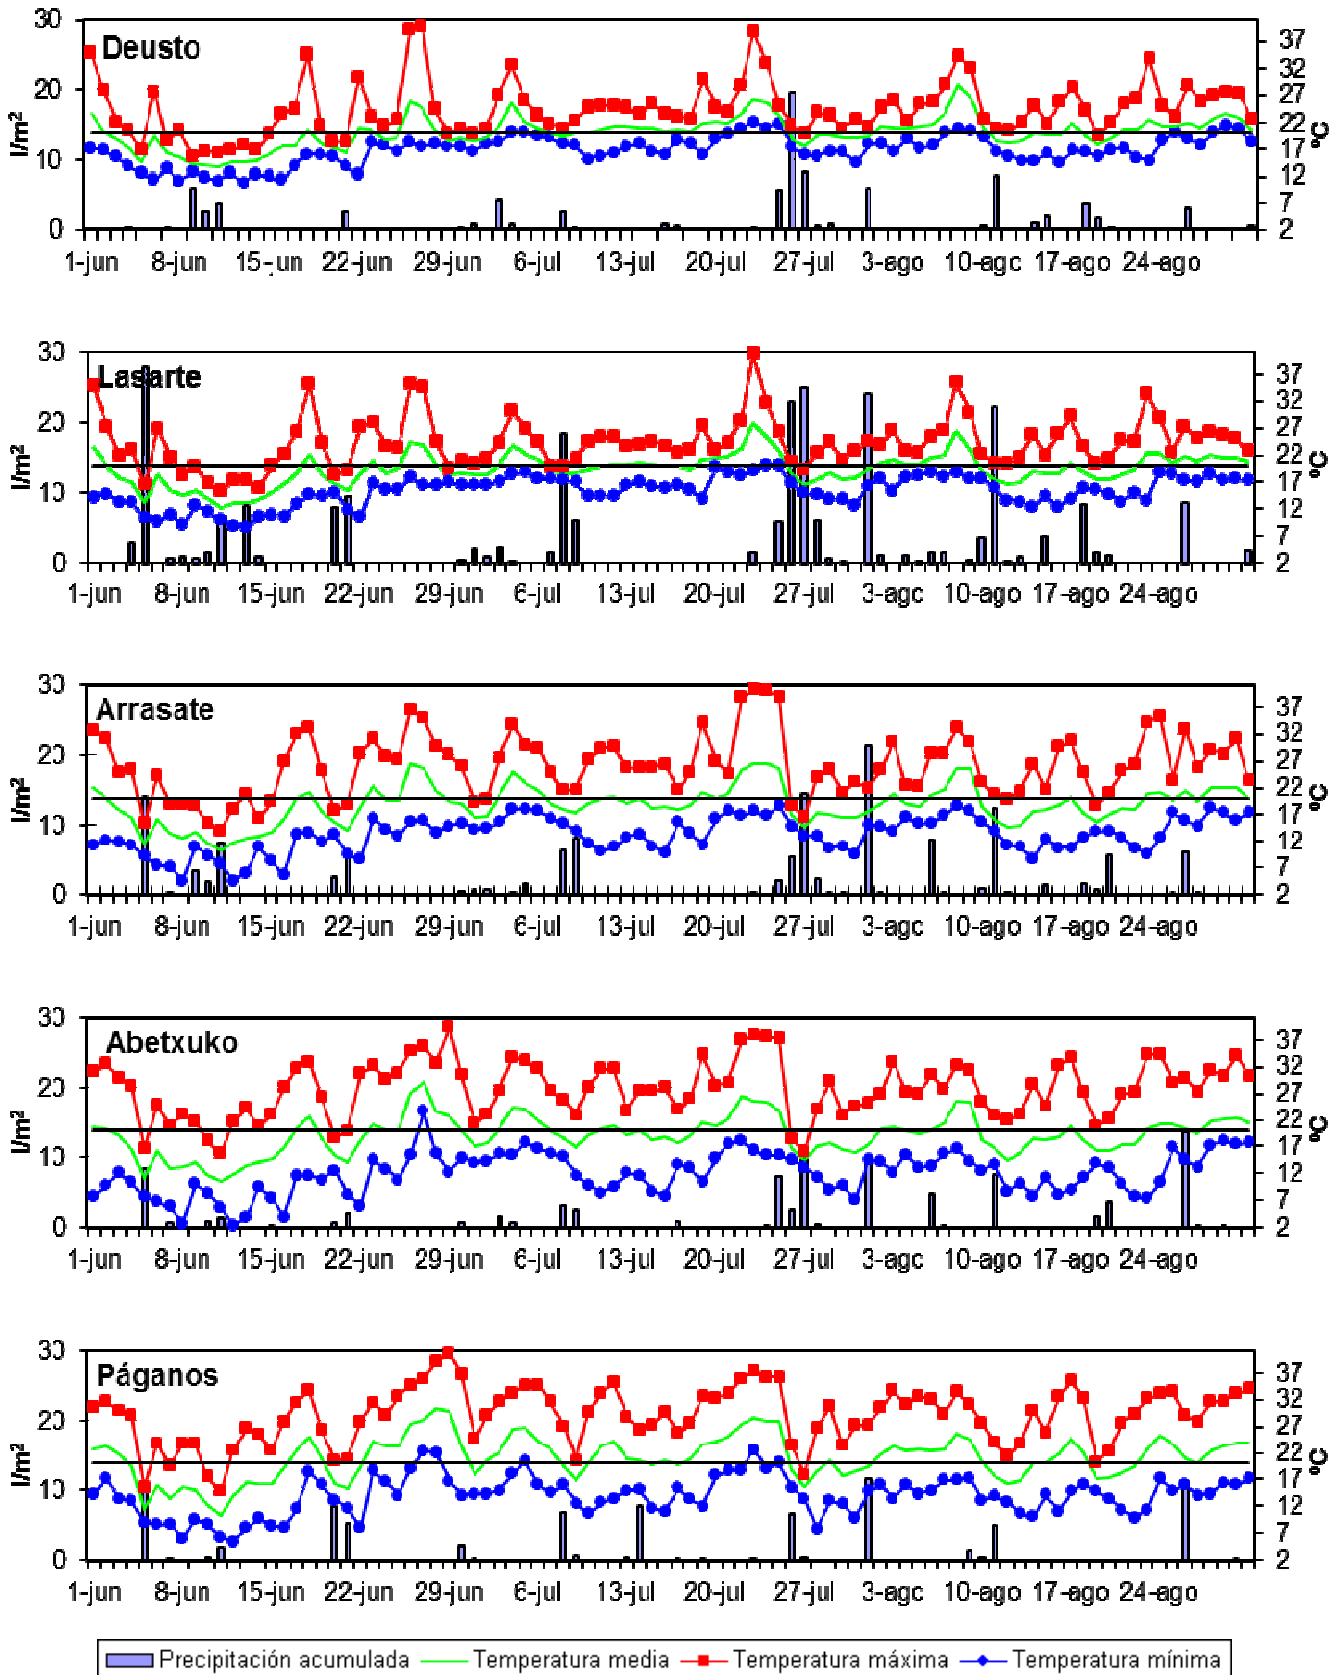 Deusto
30
20
10
0
l/m²
37
32
27
22
17
12
7
2
ºC
1-jun 8-jun 15-jun 22-jun 29-jun 6-jul 13-jul 20-jul 27-jul 3-ago 10-ago 17-ago 24-ago
Lasarte
30
20
10
0
l/m²
37
32
27
22
17
12
7
2
ºC
1-jun 8-jun 15-jun 22-jun 29-jun 6-jul 13-jul 20-jul 27-jul 3-ago 10-ago 17-ago 24-ago
Arrasate
30
20
10
0
l/m²
37
32
27
22
17
12
7
2
ºC
1-jun 8-jun 15-jun 22-jun 29-jun 6-jul 13-jul 20-jul 27-jul 3-ago 10-ago 17-ago 24-ago
Abetxuko
30
20
10
0
l/m²
37
32
27
22
17
12
7
2
ºC
1-jun 8-jun 15-jun 22-jun 29-jun 6-jul 13-jul 20-jul 27-jul 3-ago 10-ago 17-ago 24-ago
Páganos
30
20
10
0
l/m²
37
32
27
22
17
12
7
2
ºC
1-jun 8-jun 15-jun 22-jun 29-jun 6-jul 13-jul 20-jul 27-jul 3-ago 10-ago 17-ago 24-ago
Precipitación acumulada Temperatura media Temperatura máxima Temperatura mínima